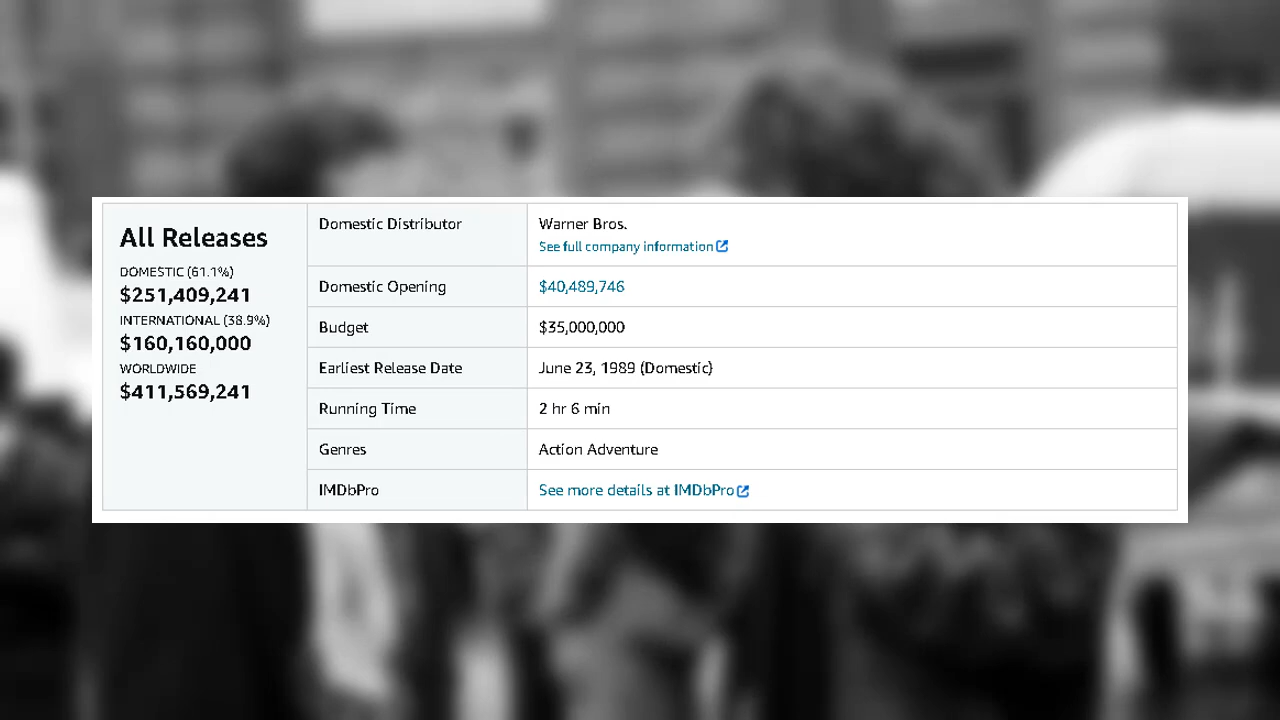 All Releases
DOMESTIC (61.1%)
$251,409,241
INTERNATIONAL (38.9%)
$160,160,000
WORLDWIDE
$411,569,241
Domestic Distributor
Warner Bros.
See full company information
Domestic Opening
$40,489,746
Budget
$35,000,000
Earliest Release Date
June 23, 1989 (Domestic)
Running Time
2 hr 6 min
Genres
Action Adventure
IMDbPro
See more details at IMDbPro